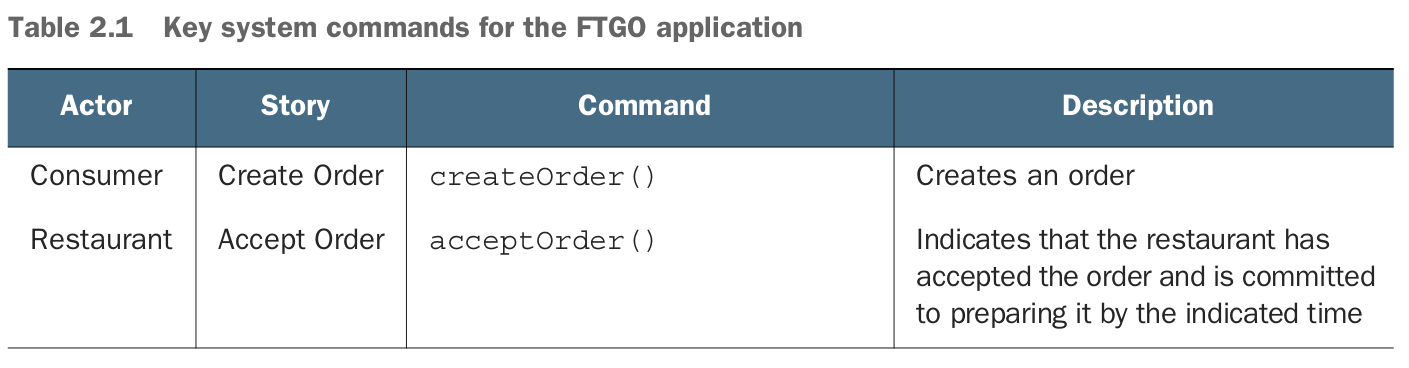 Table 2.1 Key system commands for the FTGO application
Actor Story Command Description
Consumer Create Order createOrder() Creates an order
Restaurant Accept Order acceptOrder() Indicates that the restaurant has
accepted the order and is committed
to preparing it by the indicated time